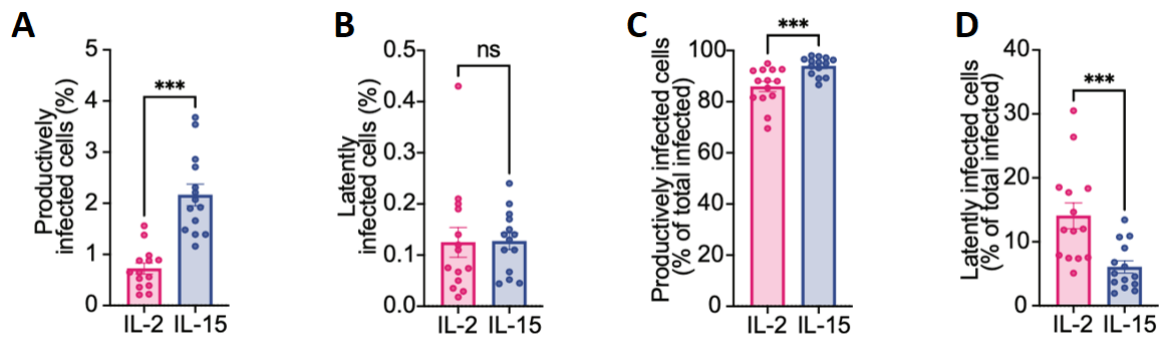 A
Productively
infected cells (%)
5
4
3
2
1
0
***
IL-2 IL-15
B
Latently
infected cells (%)
0.5
0.4
0.3
0.2
0.1
0.0
ns
IL-2 IL-15
C
Productively infected cells
(% of total infected)
100
80
60
40
20
0
***
IL-2 IL-15
D
Latently infected cells
(% of total infected)
40
30
20
10
0
***
IL-2 IL-15